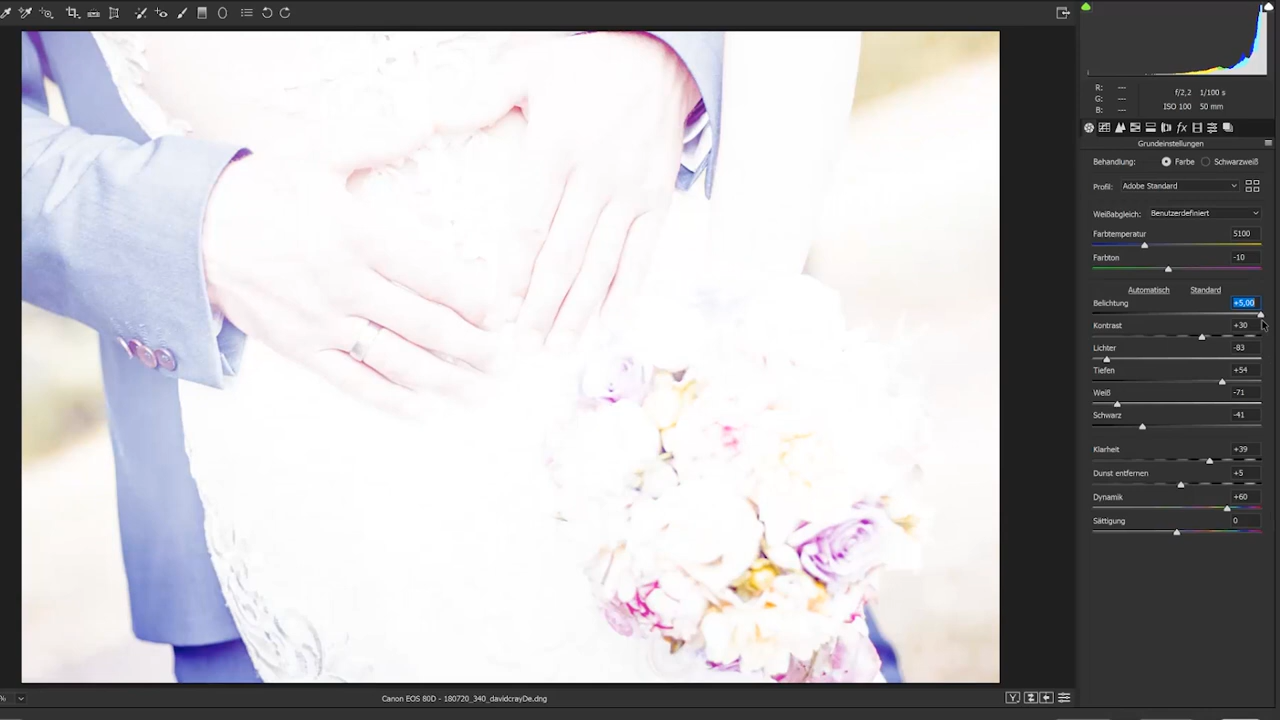 R: ---
G: ---
B: ---
f/2,2 1/100 s
ISO 100 50 mm
fx
Grundeinstellungen
Behandlung: Farbe Schwarzweiß
Profil: Adobe Standard
Weißabgleich: Benutzerdefiniert
Farbtemperatur 5100
Farbton -10
Automatisch Standard
Belichtung +5,00
Kontrast +30
Lichter -83
Tiefen +54
Weiß -71
Schwarz -41
Klarheit +39
Dunst entfernen +5
Dynamik +60
Sättigung 0
% Canon EOS 80D - 180720_340_davidcrayDe.dng Y